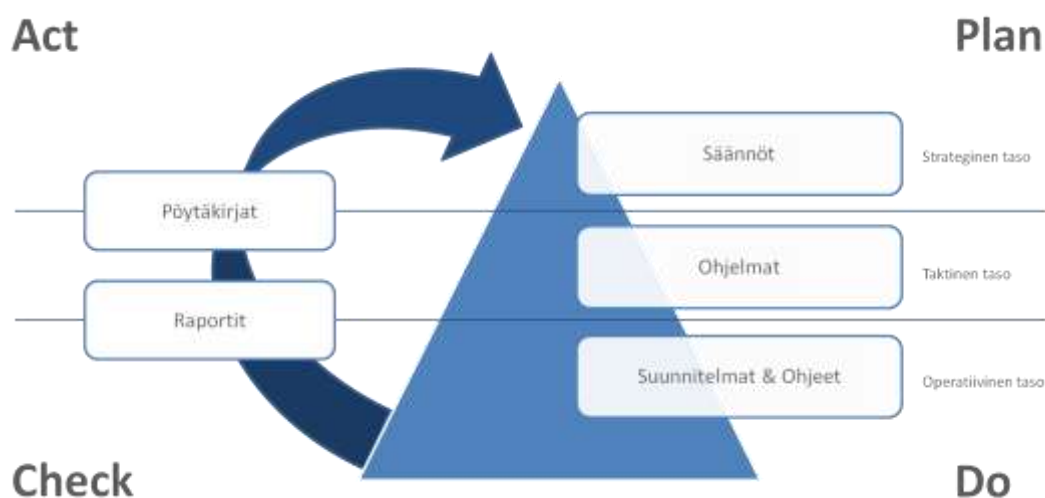 Act
Plan
Säännöt
Strateginen taso
Pöytäkirjat
Ohjelmat
Taktinen taso
Raportit
Suunnitelmat & Ohjeet
Operatiivinen taso
Check
Do